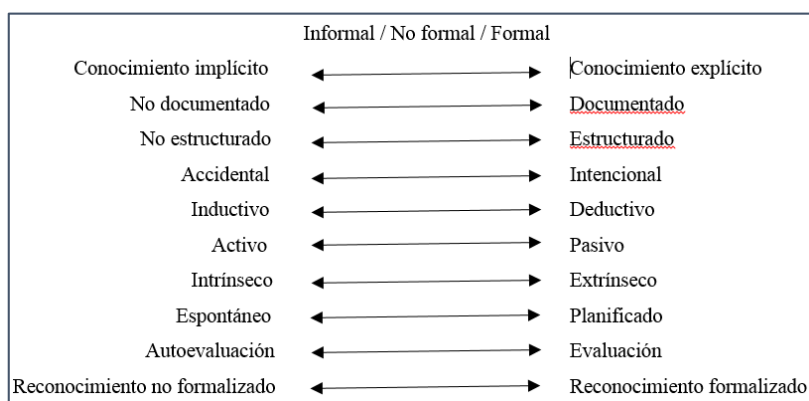 Informal / No formal / Formal
Conocimiento implícito Conocimiento explícito
No documentado Documentado
No estructurado Estructurado
Accidental Intencional
Inductivo Deductivo
Activo Pasivo
Intrínseco Extrínseco
Espontáneo Planificado
Autoevaluación Evaluación
Reconocimiento no formalizado Reconocimiento formalizado